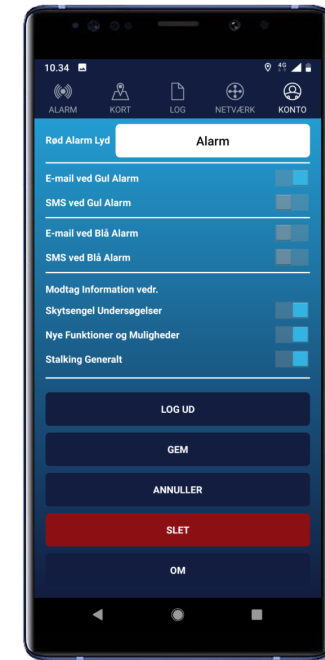 10.34
4G
ALARM KORT LOG NETVÆRK KONTO
Rød Alarm Lyd Alarm
E-mail ved Gul Alarm
SMS ved Gul Alarm
E-mail ved Blå Alarm
SMS ved Blå Alarm
Modtag Information vedr.
Skytsengel Undersøgelser
Nye Funktioner og Muligheder
Stalking Generalt
LOG UD
GEM
ANNULLER
SLET
OM